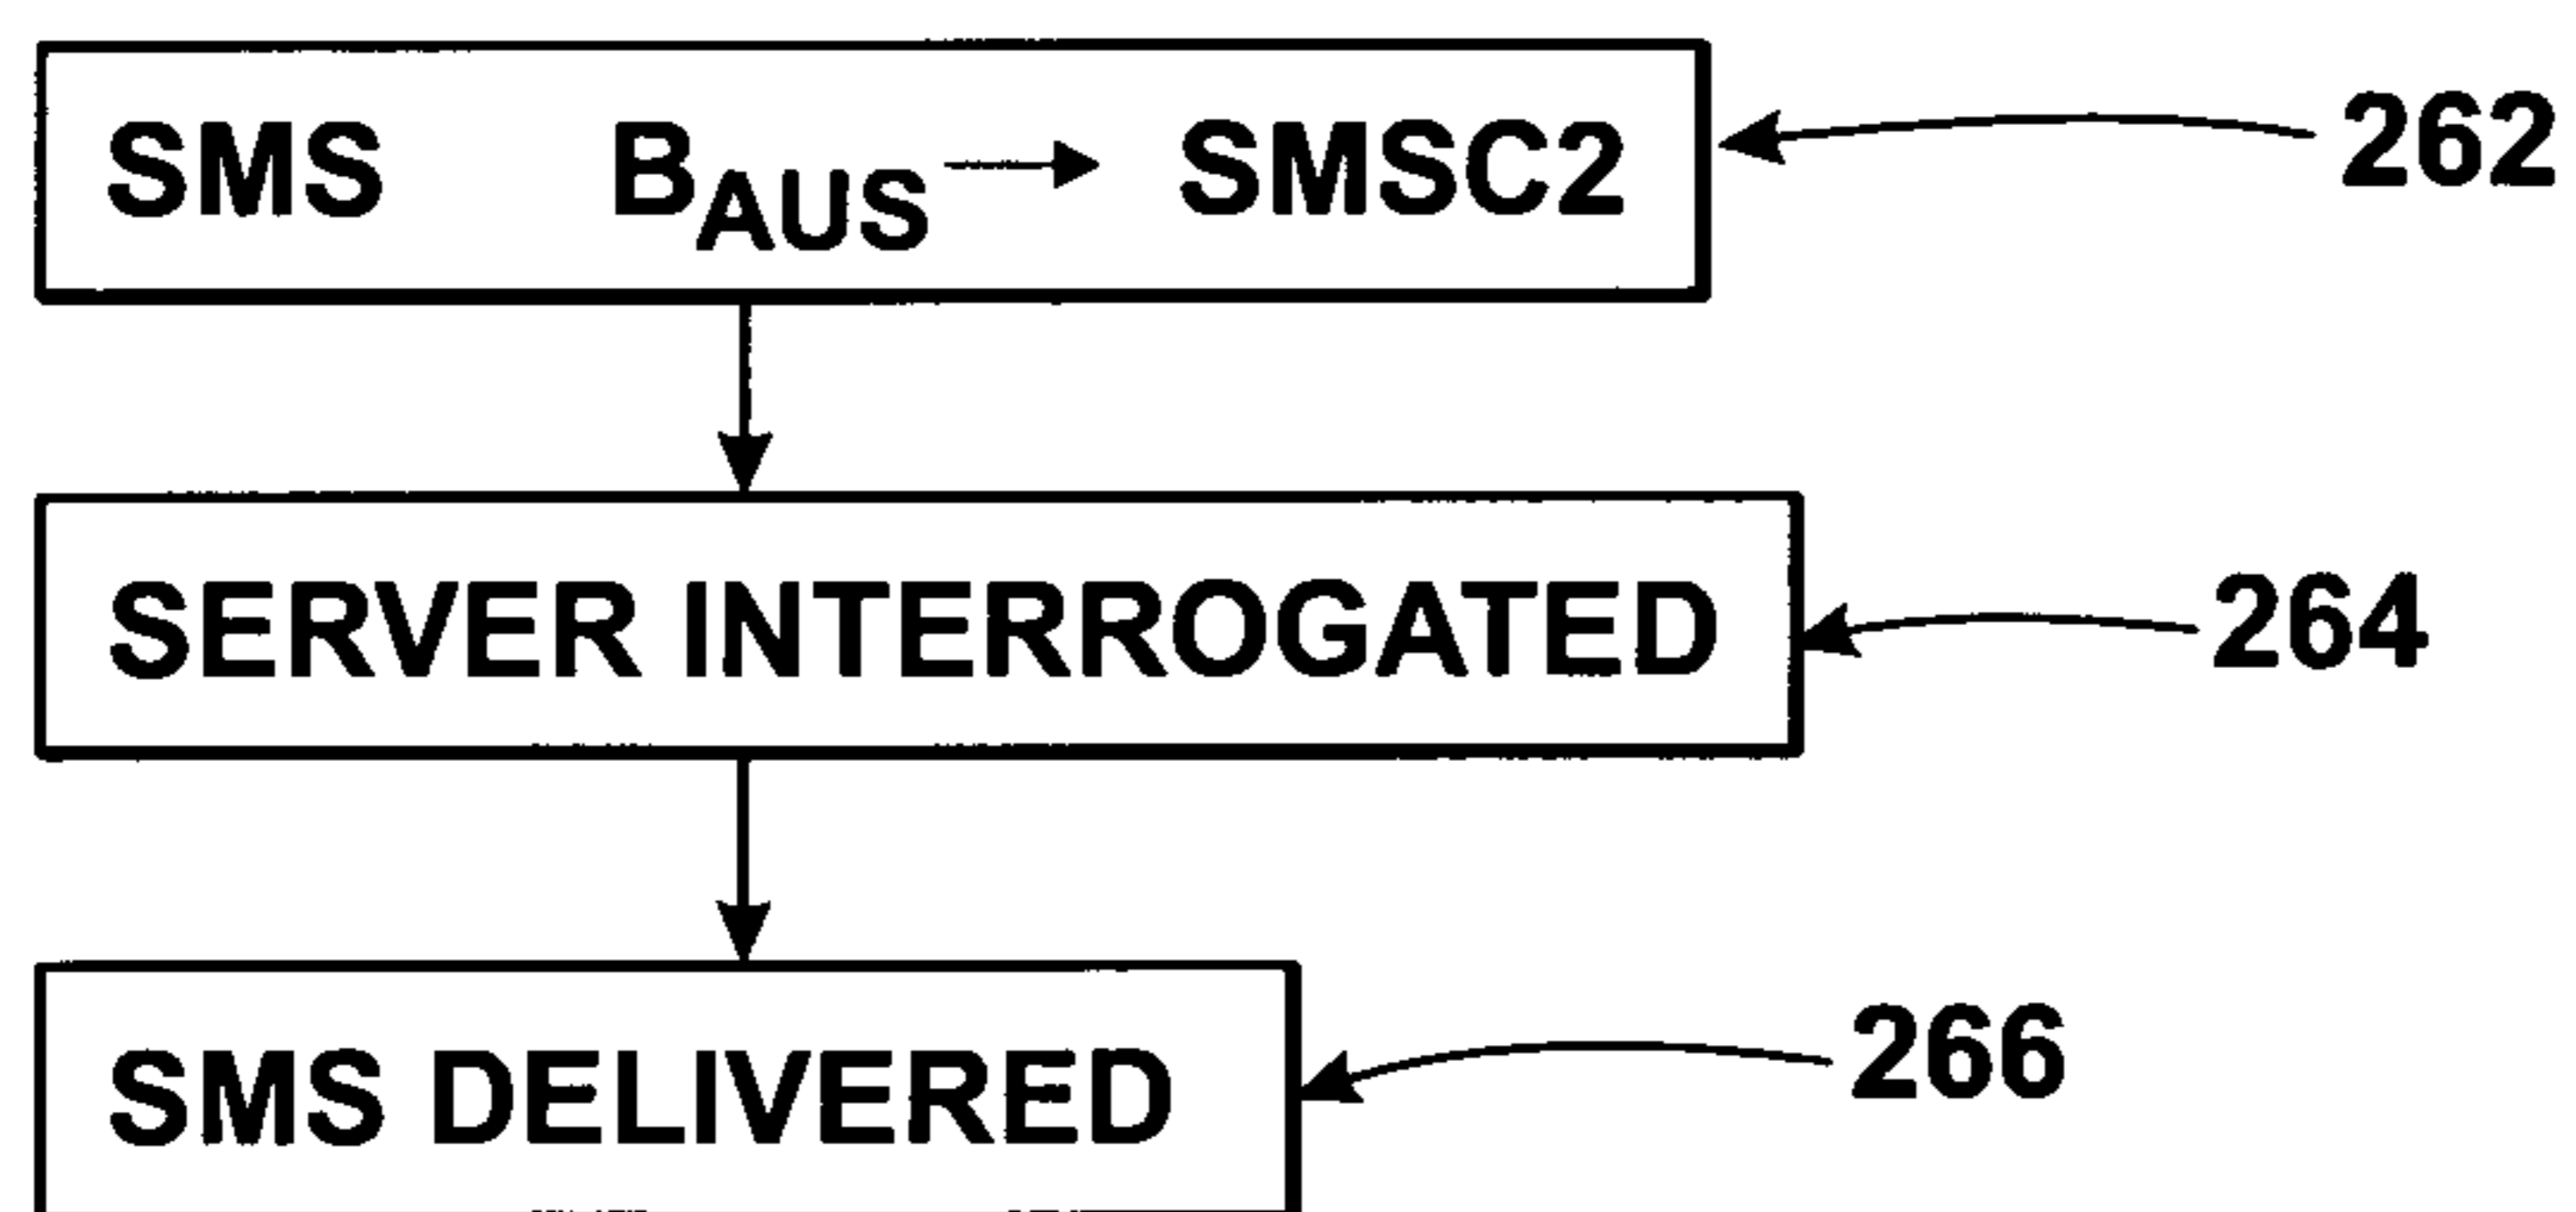 SMS B_AUS → SMSC2 262
SERVER INTERROGATED 264
SMS DELIVERED 266